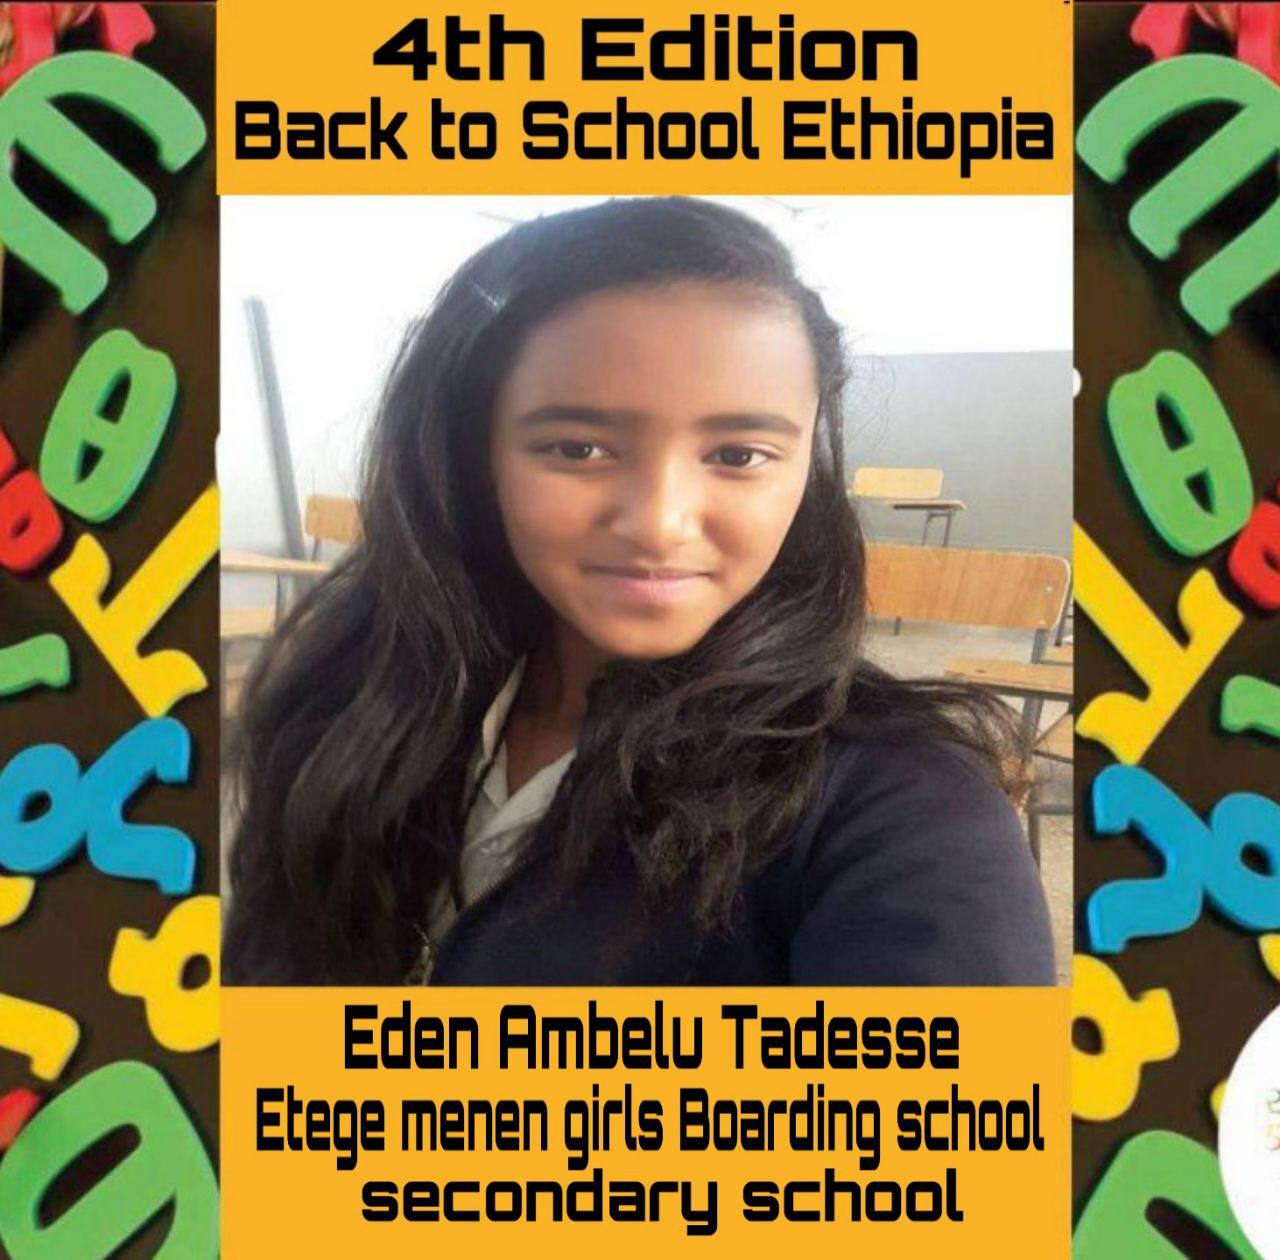 4th Edition
Back to School Ethiopia
Eden Ambelu Tadesse
Etege menen girls Boarding school
secondary school